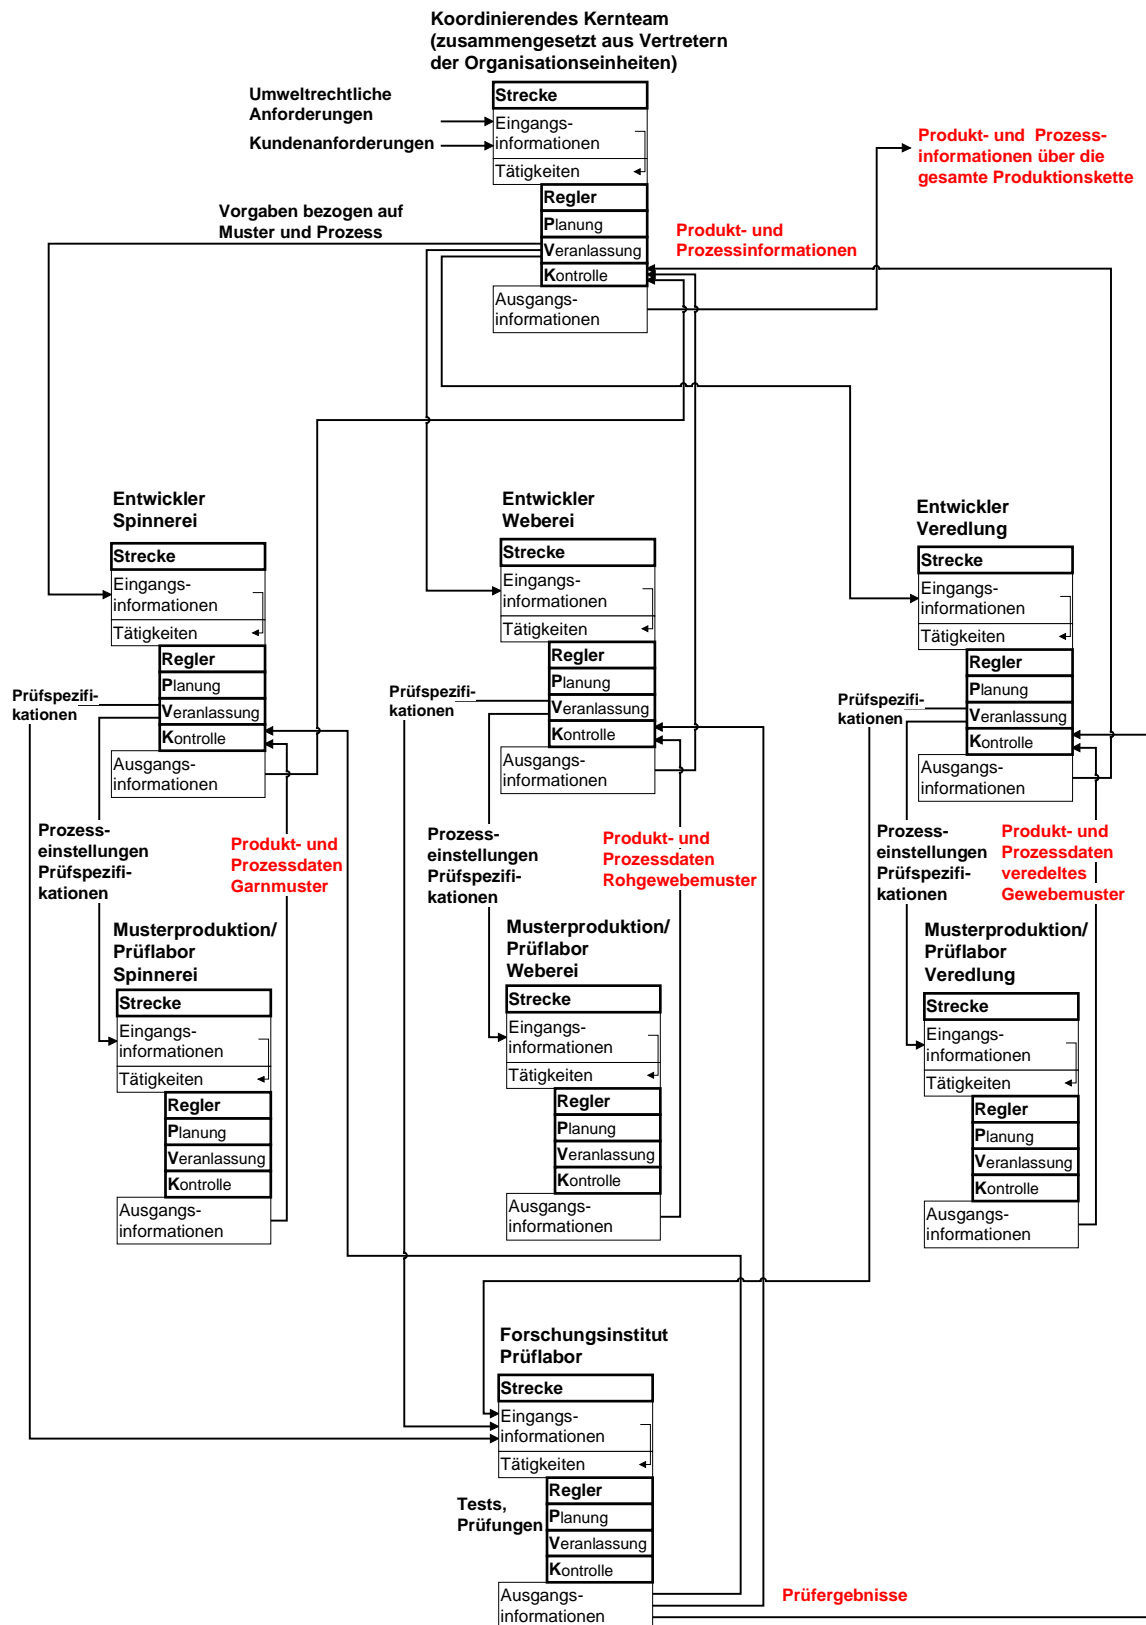 Koordinierendes Kernteam
(zusammengesetzt aus Vertretern
der Organisationseinheiten)
Umweltrechtliche
Anforderungen
Kundenanforderungen
Strecke
Eingangs-
informationen
Tätigkeiten
Regler
Planung
Veranlassung
Kontrolle
Ausgangs-
informationen
Produkt- und Prozess-
informationen über die
gesamte Produktionskette
Vorgaben bezogen auf
Muster und Prozess
Produkt- und
Prozessinformationen
Entwickler
Spinnerei
Strecke
Eingangs-
informationen
Tätigkeiten
Regler
Planung
Veranlassung
Kontrolle
Ausgangs-
informationen
Prüfspezifi-
kationen
Entwickler
Weberei
Strecke
Eingangs-
informationen
Tätigkeiten
Regler
Planung
Veranlassung
Kontrolle
Ausgangs-
informationen
Prüfspezifi-
kationen
Entwickler
Veredlung
Strecke
Eingangs-
informationen
Tätigkeiten
Regler
Planung
Veranlassung
Kontrolle
Ausgangs-
informationen
Prüfspezifi-
kationen
Prozess-
einstellungen
Prüfspezifi-
kationen
Produkt- und
Prozessdaten
Garnmuster
Prozess-
einstellungen
Prüfspezifi-
kationen
Produkt- und
Prozessdaten
Rohgewebemuster
Prozess-
einstellungen
Prüfspezifi-
kationen
Produkt- und
Prozessdaten
veredeltes
Gewebemuster
Musterproduktion/
Prüflabor
Spinnerei
Strecke
Eingangs-
informationen
Tätigkeiten
Regler
Planung
Veranlassung
Kontrolle
Ausgangs-
informationen
Musterproduktion/
Prüflabor
Weberei
Strecke
Eingangs-
informationen
Tätigkeiten
Regler
Planung
Veranlassung
Kontrolle
Ausgangs-
informationen
Musterproduktion/
Prüflabor
Veredlung
Strecke
Eingangs-
informationen
Tätigkeiten
Regler
Planung
Veranlassung
Kontrolle
Ausgangs-
informationen
Forschungsinstitut
Prüflabor
Strecke
Eingangs-
informationen
Tätigkeiten
Tests,
Prüfungen
Regler
Planung
Veranlassung
Kontrolle
Ausgangs-
informationen
Prüfergebnisse